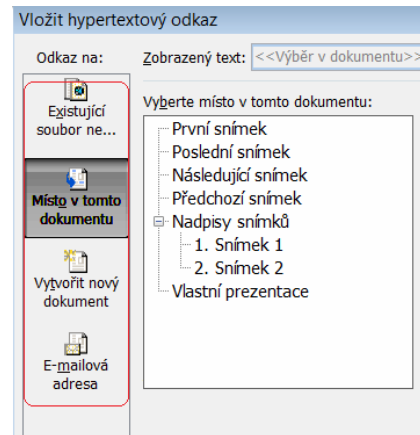 Vložit hypertextový odkaz
Odkaz na:
Zobrazený text: <<Výběr v dokumentu>>
Existující
soubor ne...
Místo v tomto
dokumentu
Vytvořit nový
dokument
E-mailová
adresa
Vyberte místo v tomto dokumentu:
První snímek
Poslední snímek
Následující snímek
Předchozí snímek
Nadpisy snímků
1. Snímek 1
2. Snímek 2
Vlastní prezentace